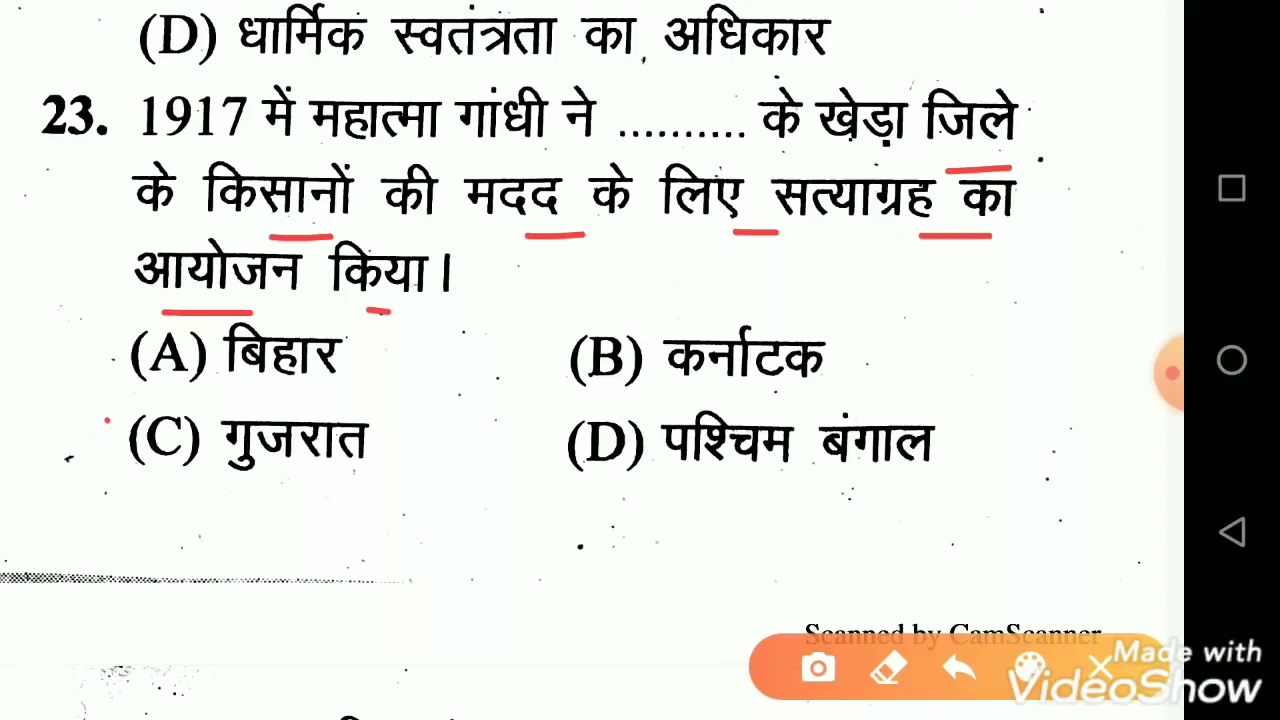 (D) धार्मिक स्वतंत्रता का अधिकार
23. 1917 में महात्मा गांधी ने .......... के खेड़ा जिले
के किसानों की मदद के लिए सत्याग्रह का
आयोजन किया।
(A) बिहार (B) कर्नाटक
(C) गुजरात (D) पश्चिम बंगाल
Scanned by CamScanner
Made with
VideoShow